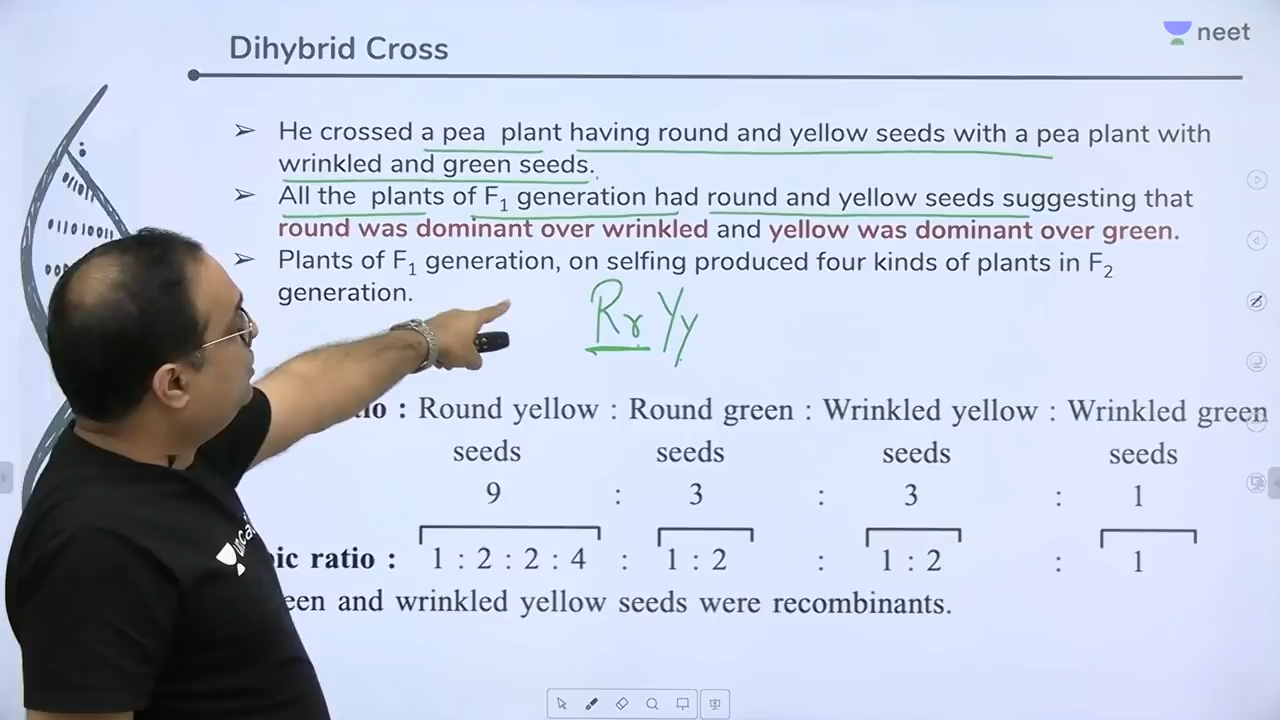 neet
Dihybrid Cross
➢ He crossed a pea plant having round and yellow seeds with a pea plant with
wrinkled and green seeds.
➢ All the plants of F₁ generation had round and yellow seeds suggesting that
round was dominant over wrinkled and yellow was dominant over green.
➢ Plants of F₁ generation, on selfing produced four kinds of plants in F₂
generation.
Rr Yy
io : Round yellow : Round green : Wrinkled yellow : Wrinkled green
seeds seeds seeds seeds
9 : 3 : 3 : 1
1 : 2 : 2 : 4 : 1 : 2 : 1 : 2 : 1
ic ratio :
een and wrinkled yellow seeds were recombinants.